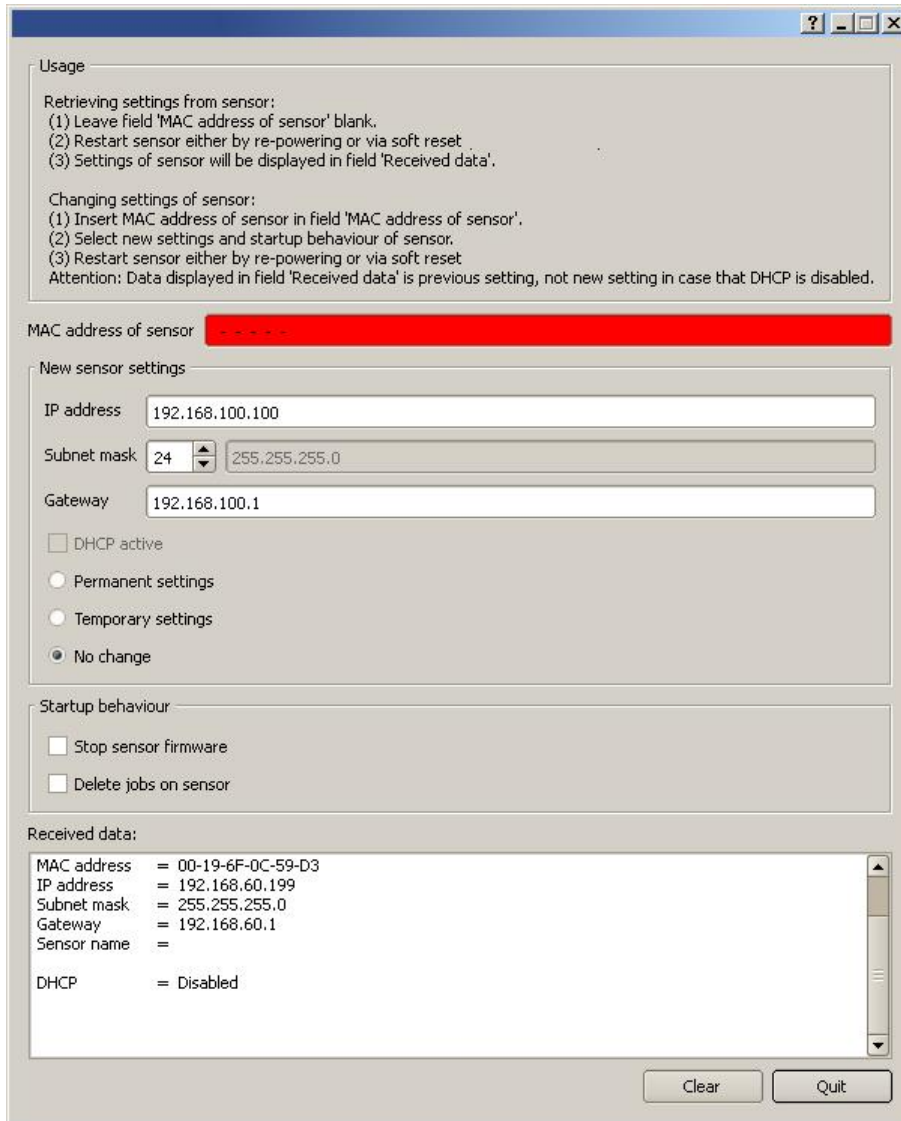 Usage
Retrieving settings from sensor:
(1) Leave field 'MAC address of sensor' blank.
(2) Restart sensor either by re-powering or via soft reset
(3) Settings of sensor will be displayed in field 'Received data'.
Changing settings of sensor:
(1) Insert MAC address of sensor in field 'MAC address of sensor'.
(2) Select new settings and startup behaviour of sensor.
(3) Restart sensor either by re-powering or via soft reset
Attention: Data displayed in field 'Received data' is previous setting, not new setting in case that DHCP is disabled.
MAC address of sensor - - - - -
New sensor settings
IP address 192.168.100.100
Subnet mask 24 255.255.255.0
Gateway 192.168.100.1
DHCP active
Permanent settings
Temporary settings
No change
Startup behaviour
Stop sensor firmware
Delete jobs on sensor
Received data:
MAC address = 00-19-6F-0C-59-D3
IP address = 192.168.60.199
Subnet mask = 255.255.255.0
Gateway = 192.168.60.1
Sensor name =
DHCP = Disabled
Clear Quit